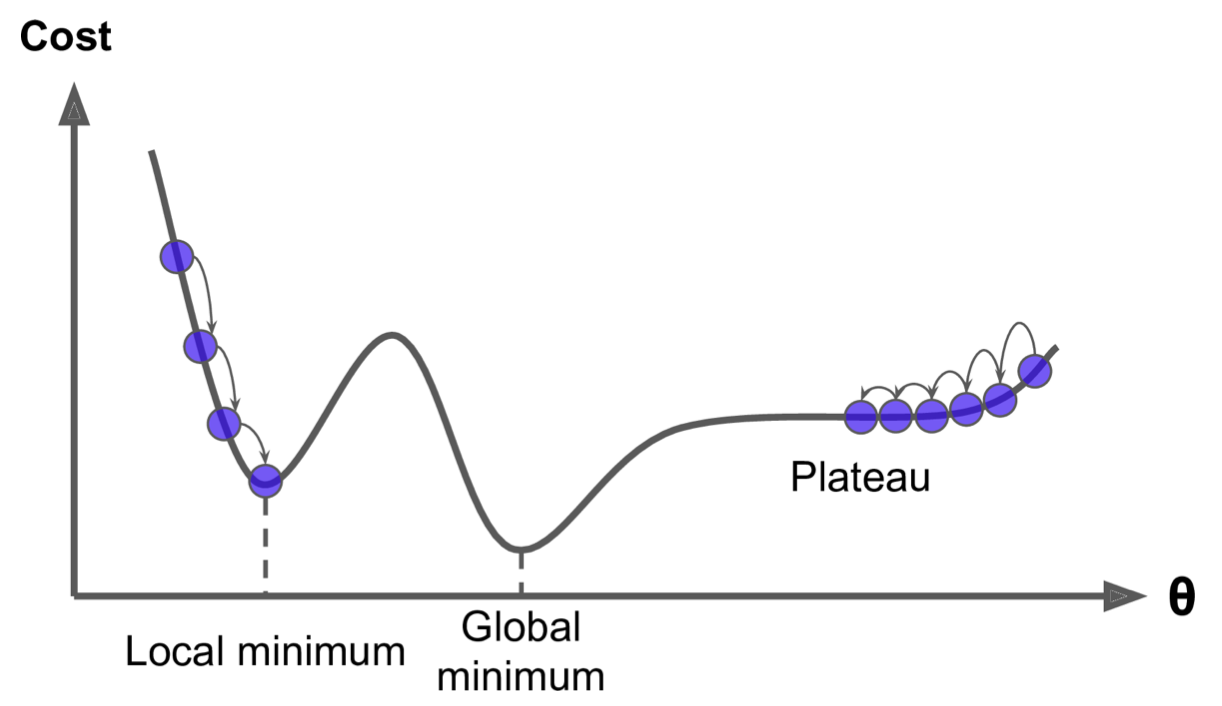 Cost
Plateau
θ
Local minimum
Global
minimum